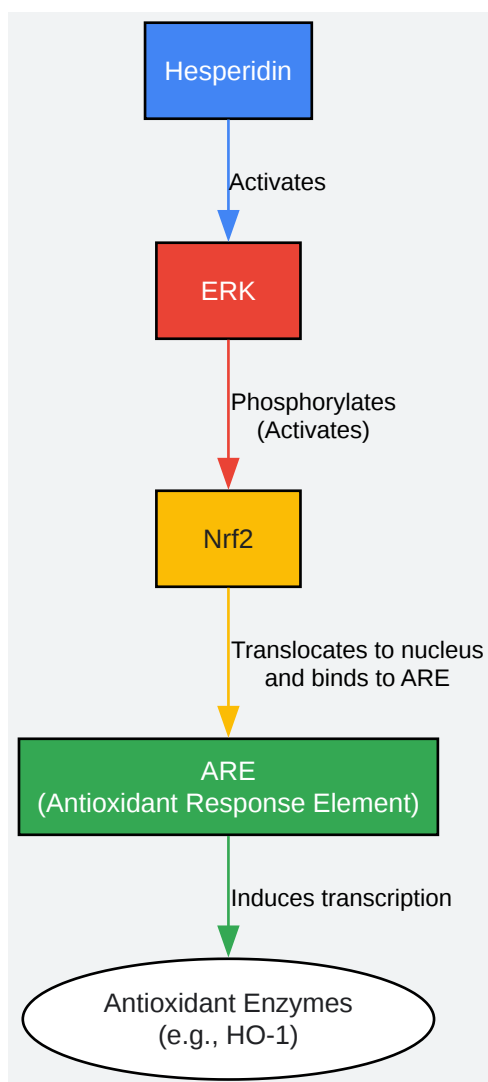 Hesperidin
Activates
ERK
Phosphorylates
(Activates)
Nrf2
Translocates to nucleus
and binds to ARE
ARE
(Antioxidant Response Element)
Induces transcription
Antioxidant Enzymes
(e.g., HO-1)